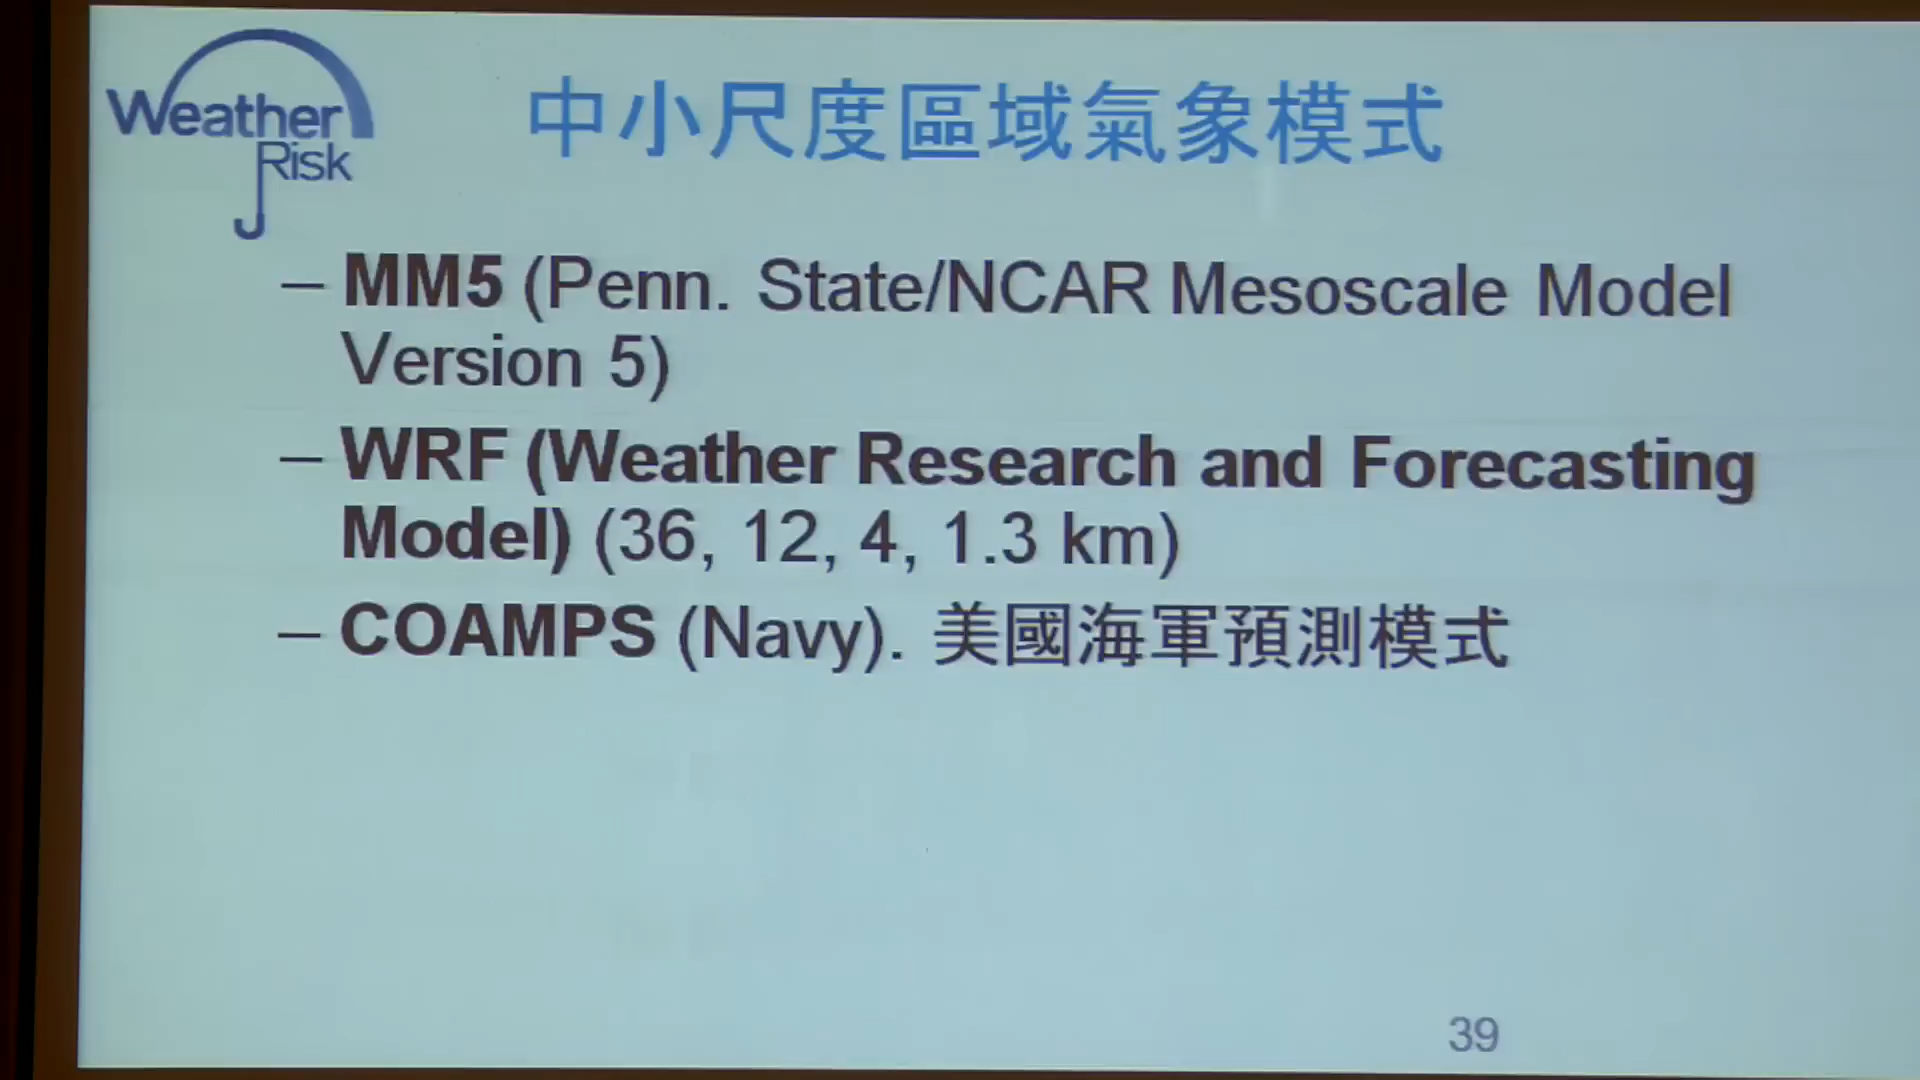 Weather
Risk
中小尺度區域氣象模式
– MM5 (Penn. State/NCAR Mesoscale Model
Version 5)
– WRF (Weather Research and Forecasting
Model) (36, 12, 4, 1.3 km)
– COAMPS (Navy). 美國海軍預測模式
39